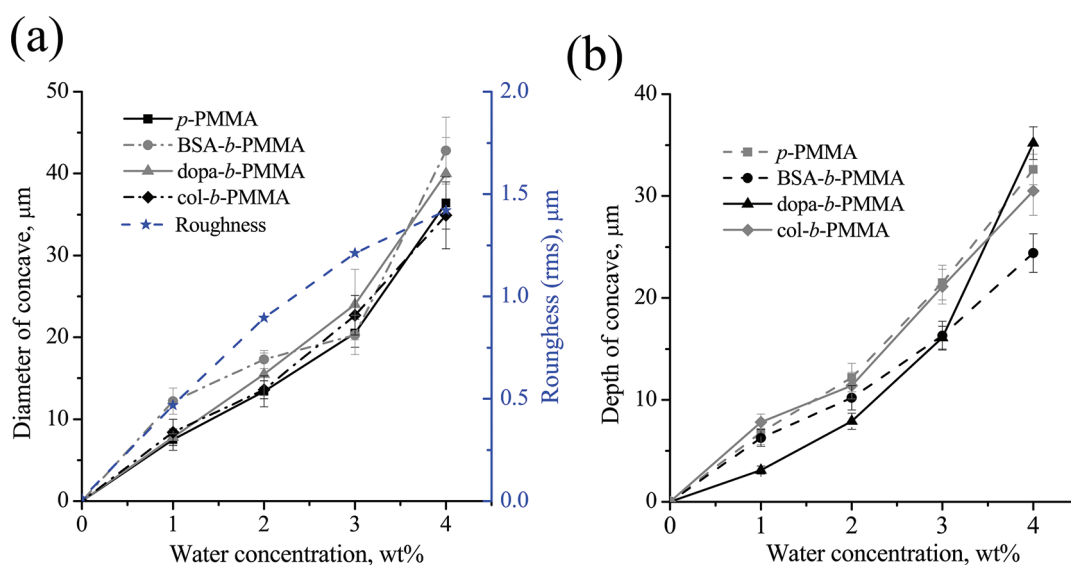 (a)
50
40
30
20
10
0
Diameter of concave, μm
p-PMMA
BSA-b-PMMA
dopa-b-PMMA
col-b-PMMA
Roughness
2.0
1.5
1.0
0.5
0.0
Rounghess (rms), μm
0 1 2 3 4
Water concentration, wt%
(b)
40
30
20
10
0
Depth of concave, μm
p-PMMA
BSA-b-PMMA
dopa-b-PMMA
col-b-PMMA
0 1 2 3 4
Water concentration, wt%